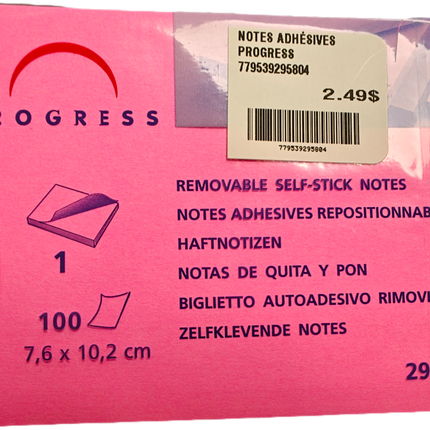 NOTES ADHÉSIVES
PROGRESS
779539295804
2.49$
779539295804
ROGRESS
REMOVABLE SELF-STICK NOTES
NOTES ADHESIVES REPOSITIONNAB
HAFTNOTIZEN
NOTAS DE QUITA Y PON
BIGLIETTO AUTOADESIVO RIMOVI
ZELFKLEVENDE NOTES
1
100
7,6 x 10,2 cm
29